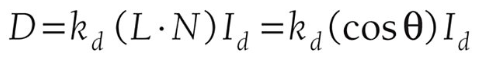 D = k_d (L · N) I_d = k_d (cos θ) I_d